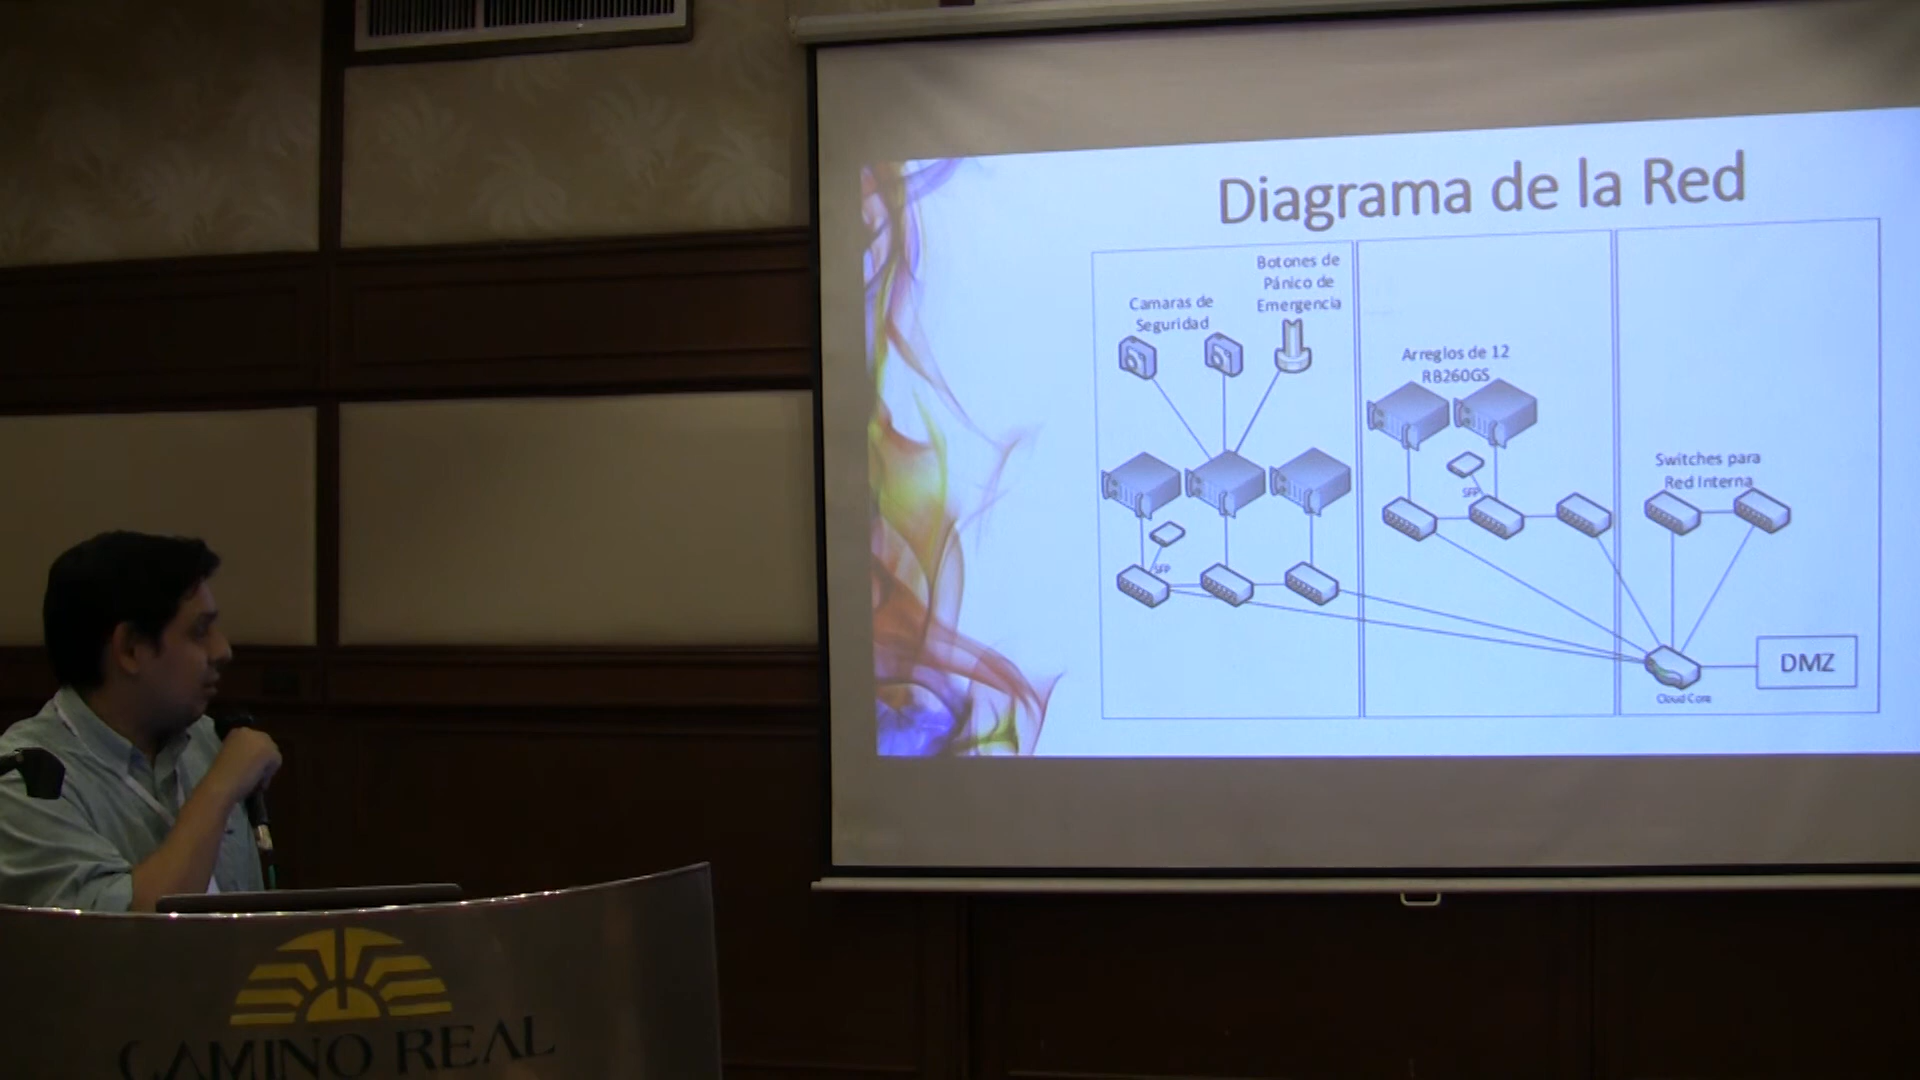 Diagrama de la Red
Botones de
Pánico de
Emergencia
Camaras de
Seguridad
Arreglos de 12
RB260GS
Switches para
Red Interna
SFP
SFP
DMZ
Cloud Core
CAMINO REAL